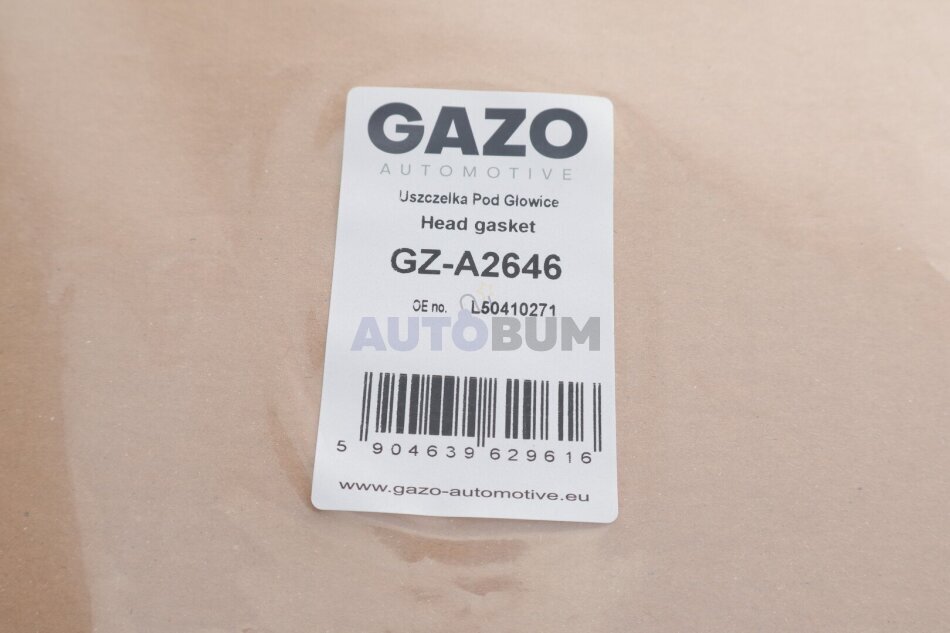 GAZO
AUTOMOTIVE
Uszczelka Pod Głowice
Head gasket
GZ-A2646
OE no. L50410271
AUTOBUM
5 904639 629616
www.gazo-automotive.eu